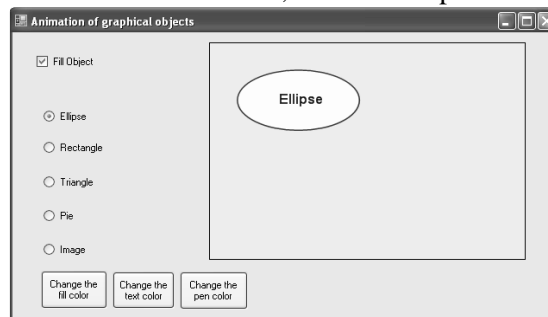 Animation of graphical objects
Fill Object
Ellipse
Ellipse
Rectangle
Triangle
Pie
Image
Change the
fill color
Change the
text color
Change the
pen color